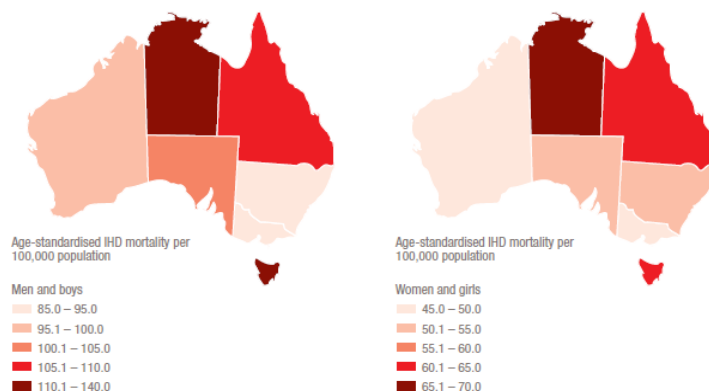 Age-standardised IHD mortality per
100,000 population
Men and boys
85.0 – 95.0
95.1 – 100.0
100.1 – 105.0
105.1 – 110.0
110.1 – 140.0
Age-standardised IHD mortality per
100,000 population
Women and girls
45.0 – 50.0
50.1 – 55.0
55.1 – 60.0
60.1 – 65.0
65.1 – 70.0